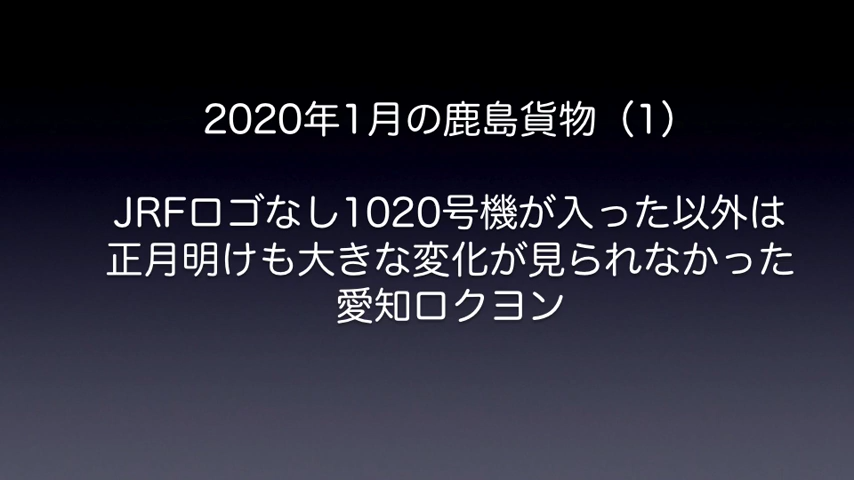 2020年1月の鹿島貨物（1）
JRFロゴなし1020号機が入った以外は
正月明けも大きな変化が見られなかった
愛知ロクヨン